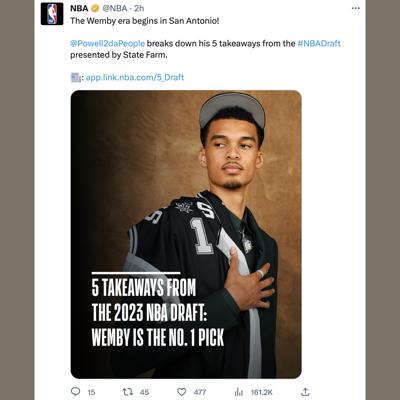 NBA @NBA · 2h
The Wemby era begins in San Antonio!
@Powell2daPeople breaks down his 5 takeaways from the #NBADraft
presented by State Farm.
: app.link.nba.com/5_Draft
S
S
1
5 TAKEAWAYS FROM
THE 2023 NBA DRAFT:
WEMBY IS THE NO. 1 PICK
15 45 477 161.2K